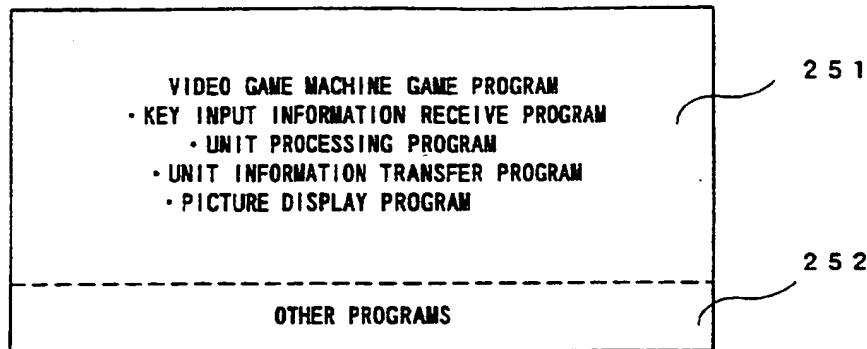 VIDEO GAME MACHINE GAME PROGRAM
・KEY INPUT INFORMATION RECEIVE PROGRAM
・UNIT PROCESSING PROGRAM
・UNIT INFORMATION TRANSFER PROGRAM
・PICTURE DISPLAY PROGRAM
251
OTHER PROGRAMS
252